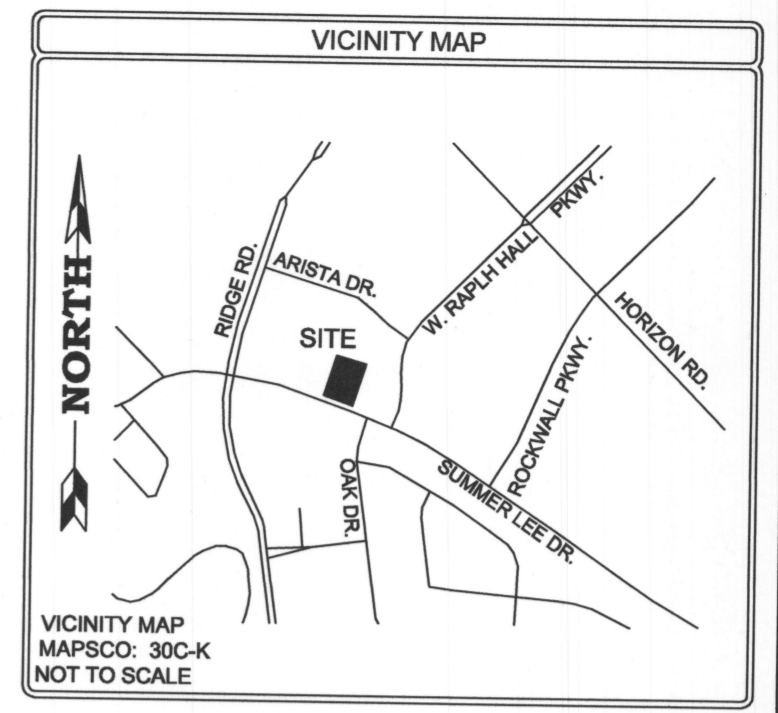 VICINITY MAP
RIDGE RD.
ARISTA DR.
W. RAPLH HALL PKWY.
HORIZON RD.
SITE
NORTH
ROCKWALL PKWY.
OAK DR.
SUMMER LEE DR.
VICINITY MAP
MAPSCO: 30C-K
NOT TO SCALE